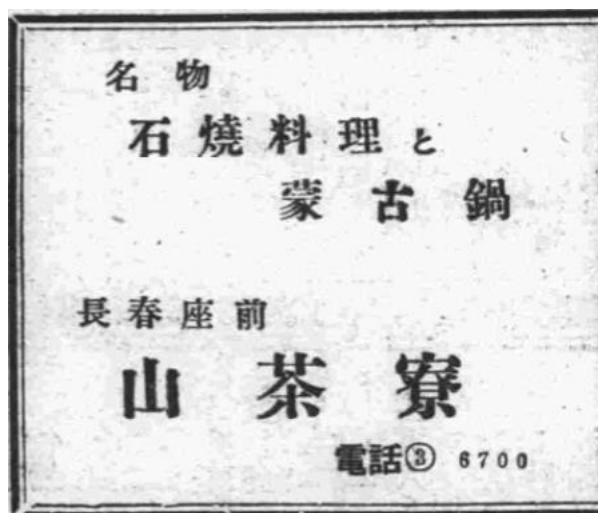 名物
石燒料理と
蒙古鍋
長春座前
山茶寮
電話③ 6700